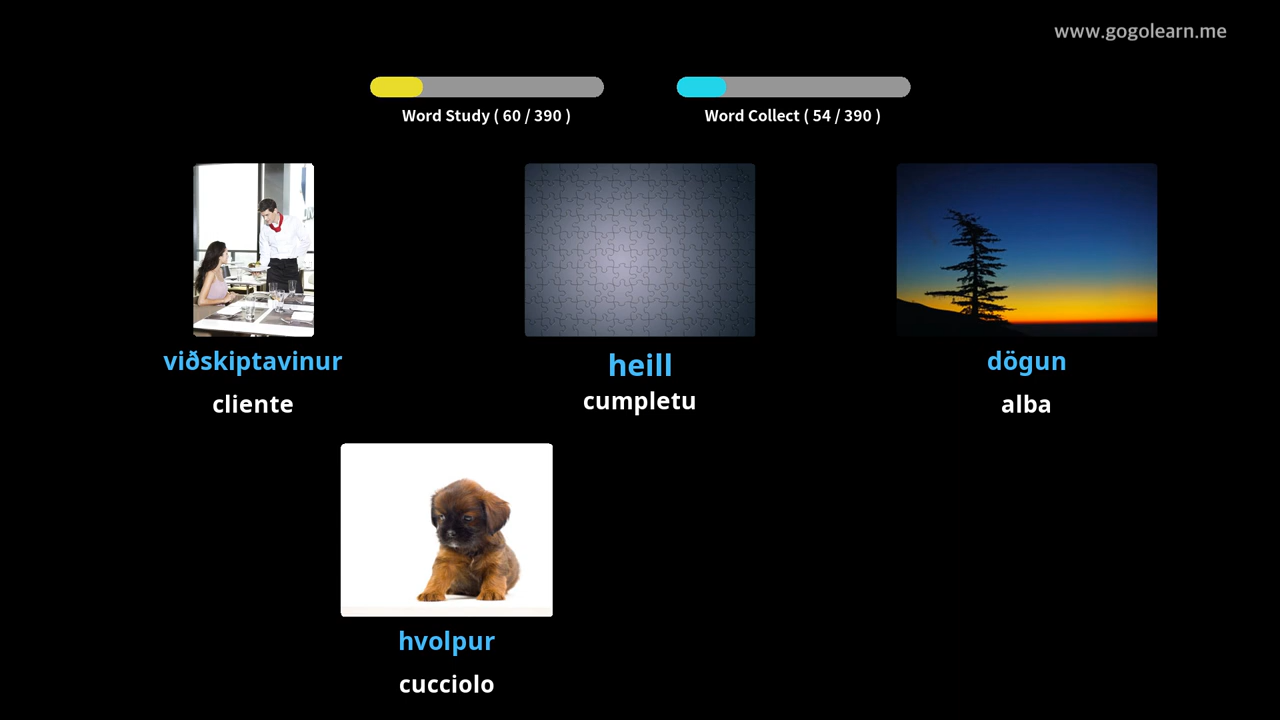 www.gogolearn.me
Word Study ( 60 / 390 )
Word Collect ( 54 / 390 )
viðskiptavinur
cliente
heill
cumpletu
dögun
alba
hvolpur
cucciolo